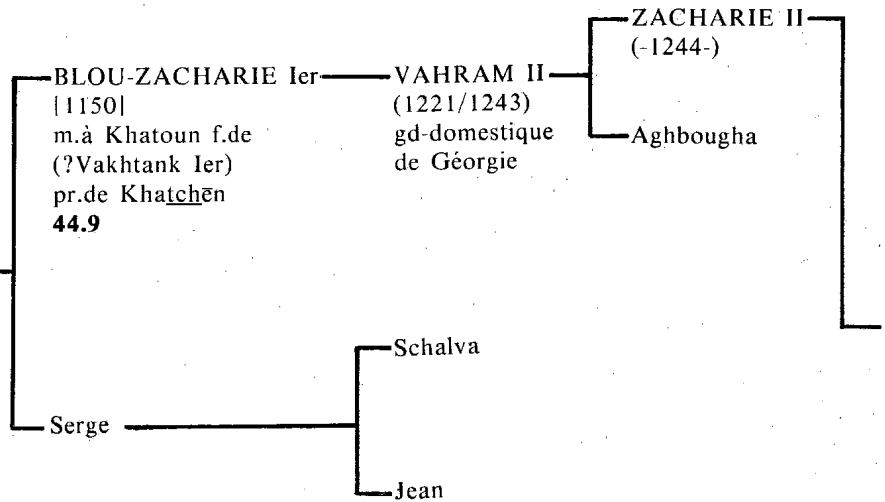 BLOU-ZACHARIE Ier
|1150|
m.à Khatoun f.de
(?Vakhtank Ier)
pr.de Khatchēn
44.9
VAHRAM II
(1221/1243)
gd-domestique
de Géorgie
ZACHARIE II
(-1244-)
Aghbougha
Serge
Schalva
Jean